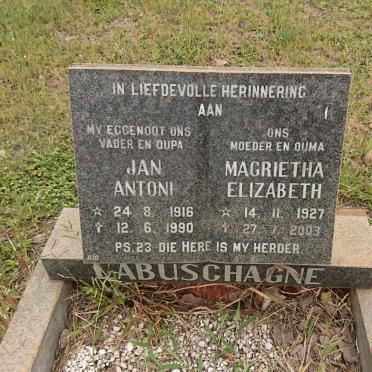 IN LIEFDEVOLLE HERINNERING
AAN
MY EGGENOOT ONS
VADER EN OUPA
JAN
ANTONI
☆ 24 8. 1916
✝ 12. 6. 1990
ONS
MOEDER EN OUMA
MAGRIETHA
ELIZABETH
☆ 14. 11. 1927
✝ 27. 7. 2003
PS. 23 DIE HERE IS MY HERDER.
LABUSCHAGNE